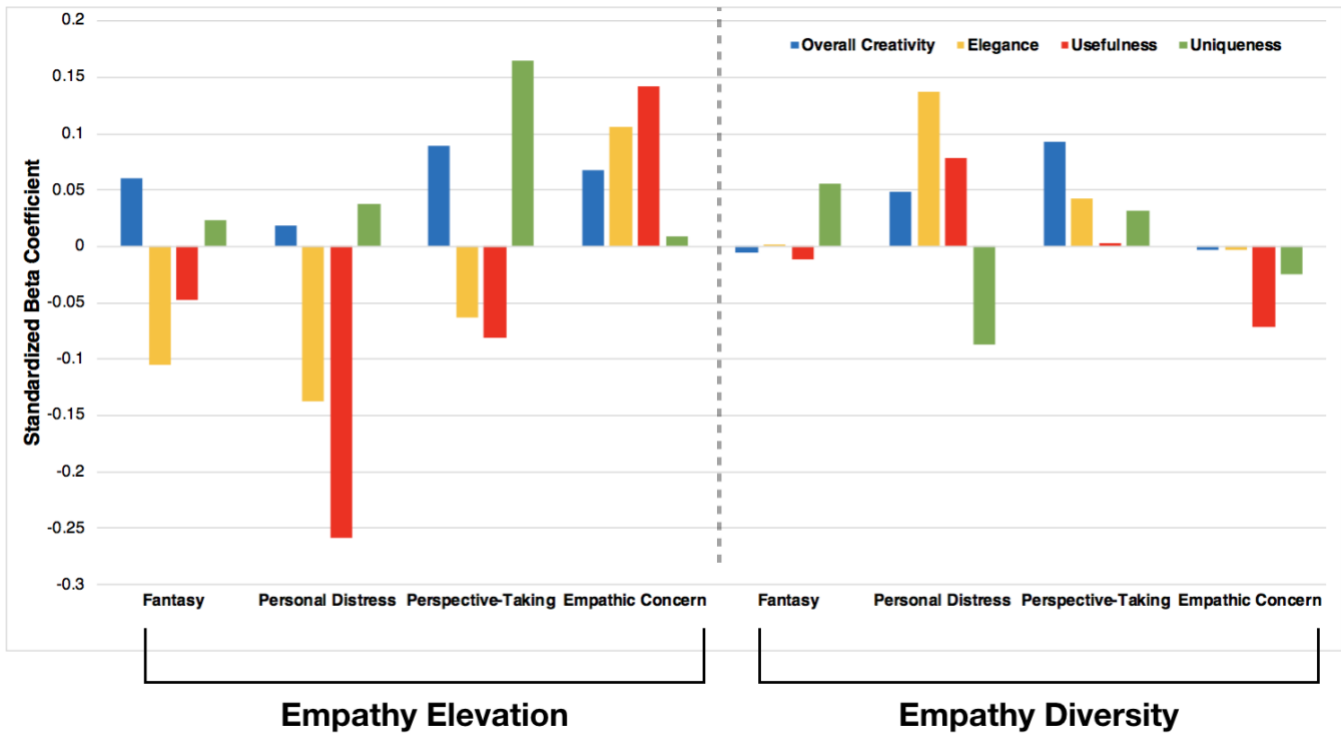 Standardized Beta Coefficient
0.2
0.15
0.1
0.05
0
-0.05
-0.1
-0.15
-0.2
-0.25
-0.3
Overall Creativity Elegance Usefulness Uniqueness
Fantasy Personal Distress Perspective-Taking Empathic Concern Fantasy Personal Distress Perspective-Taking Empathic Concern
Empathy Elevation Empathy Diversity